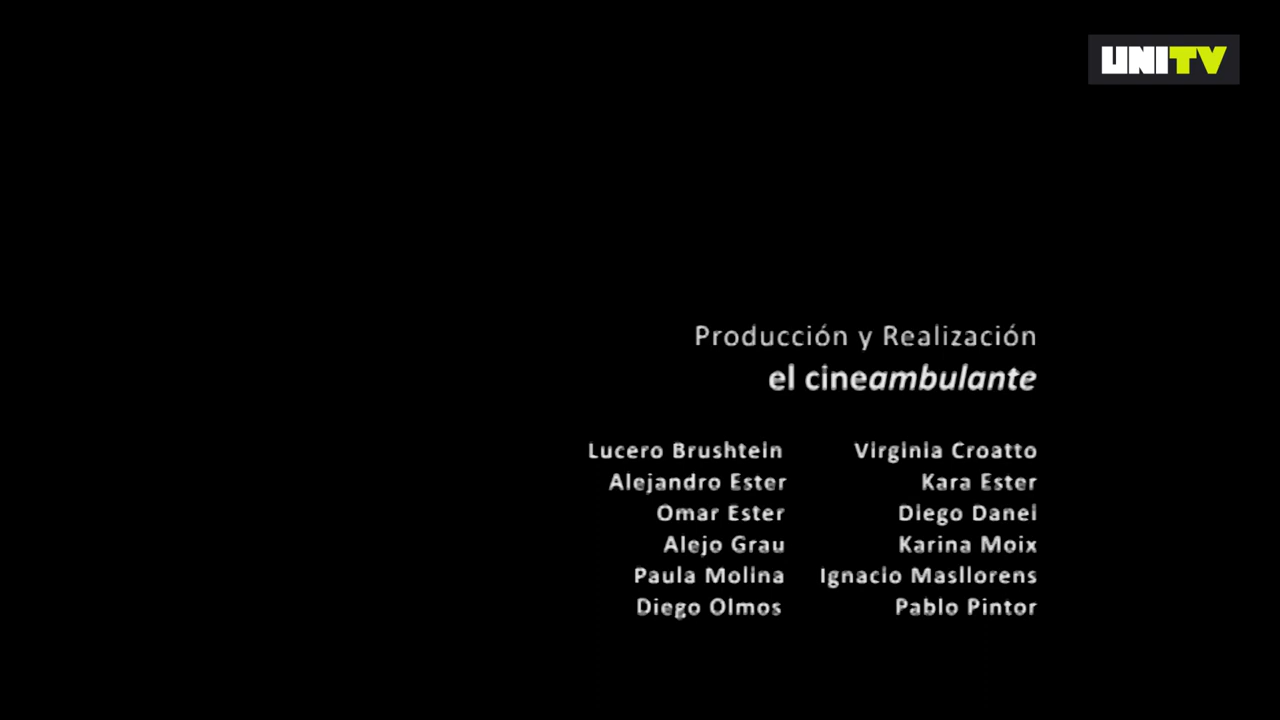 UNITV
Producción y Realización
el cineambulante
Lucero Brushtein Virginia Croatto
Alejandro Ester Kara Ester
Omar Ester Diego Danei
Alejo Grau Karina Moix
Paula Molina Ignacio Masllorens
Diego Olmos Pablo Pintor